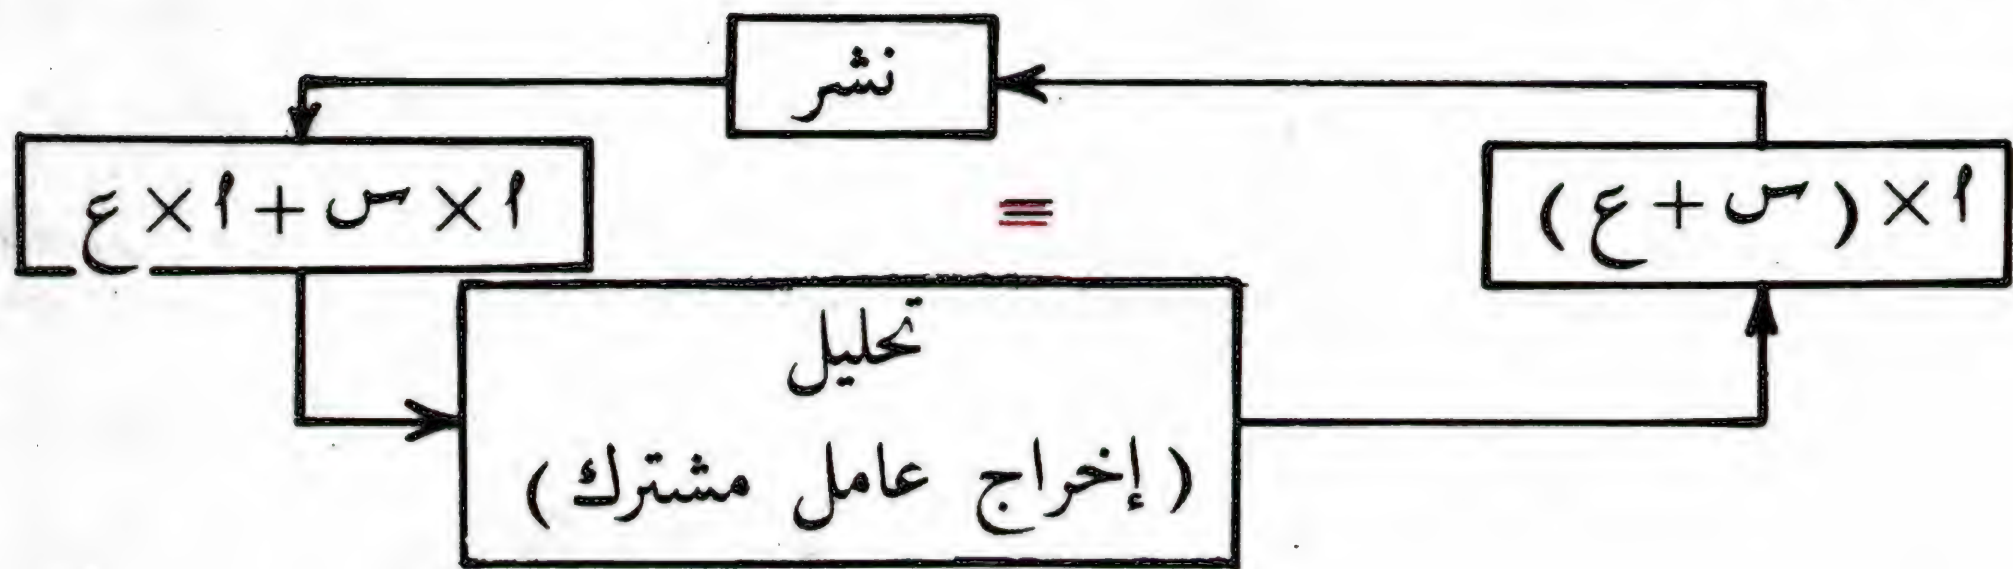 نشر
ا × ( س + ع )
=
ا × س + ا × ع
تحليل
( إخراج عامل مشترك )